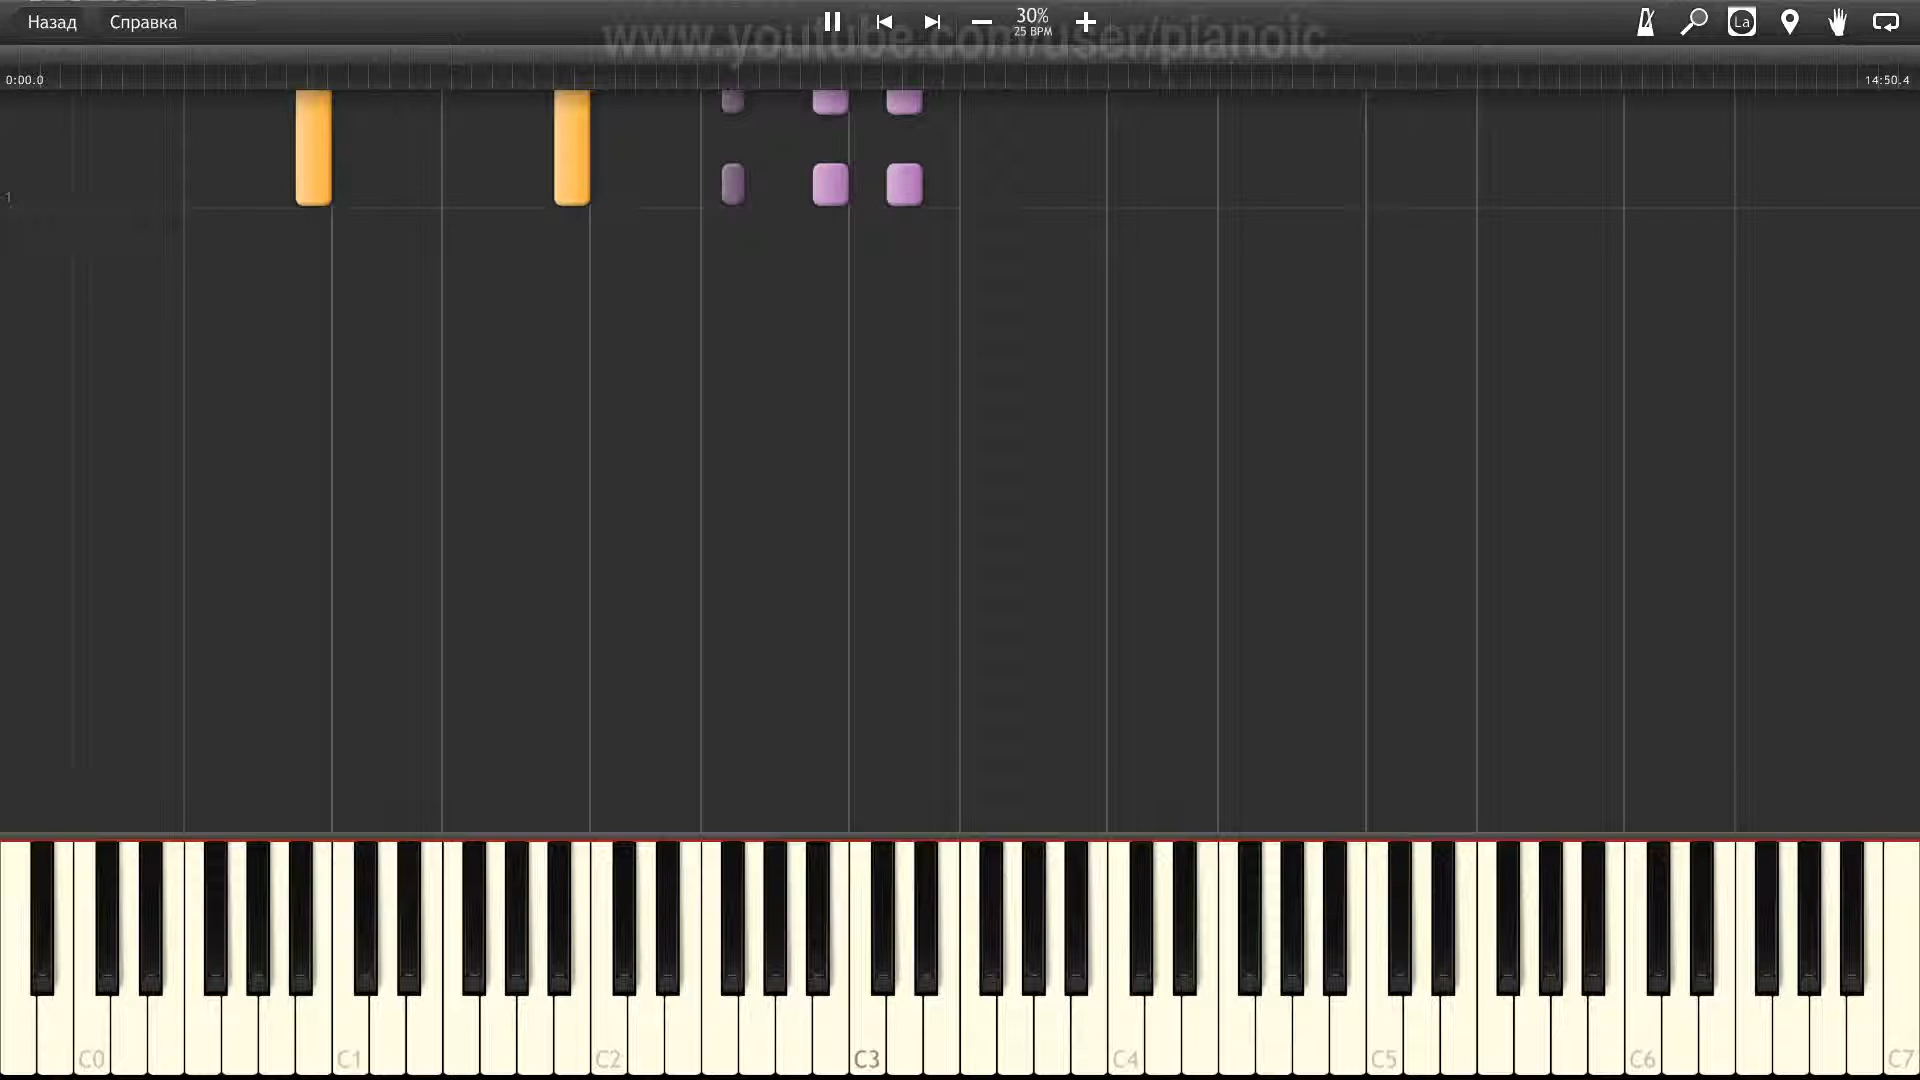 Назад Справка 30% La
25 BPM
www.youtube.com/user/pianoic
0:00.0 14:50.4
1
C0 C1 C2 C3 C4 C5 C6 C7